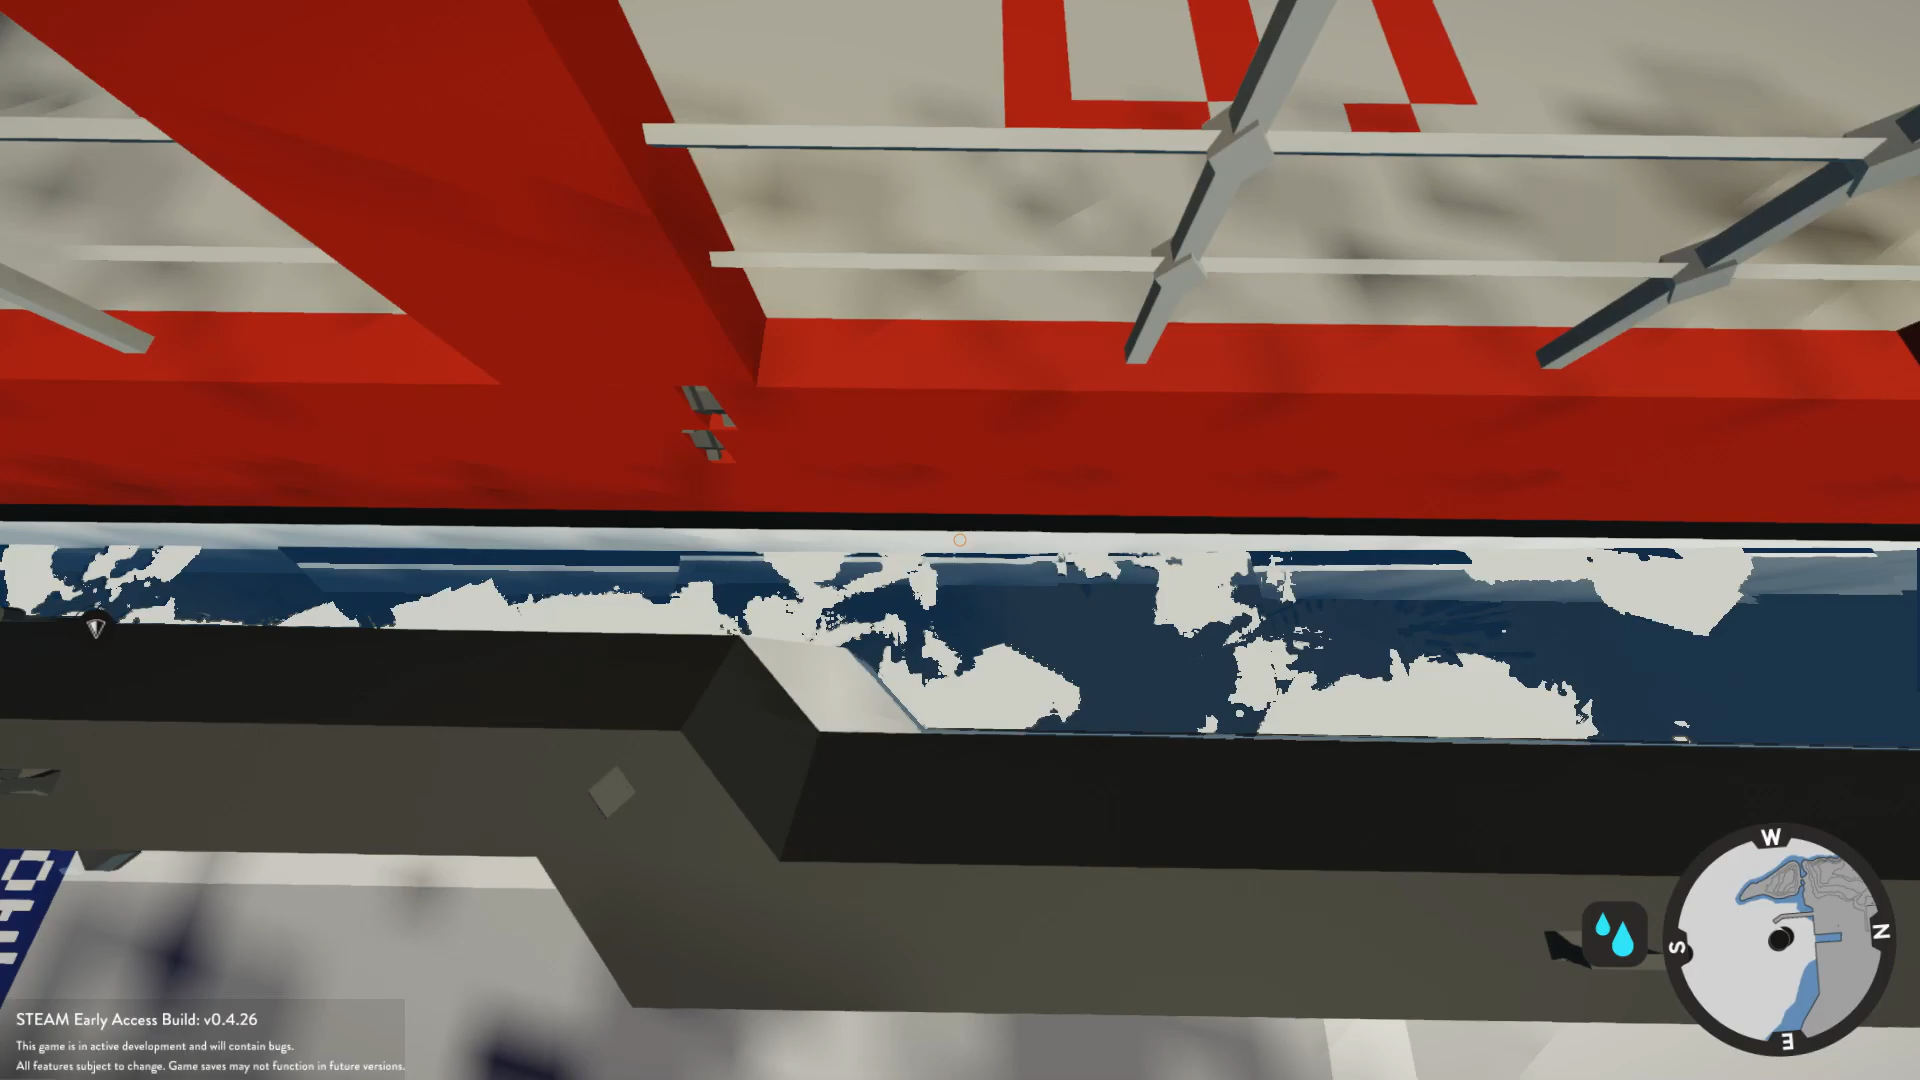 W
N
S
E
STEAM Early Access Build: v0.4.26
This game is in active development and will contain bugs.
All features subject to change. Game saves may not function in future versions.